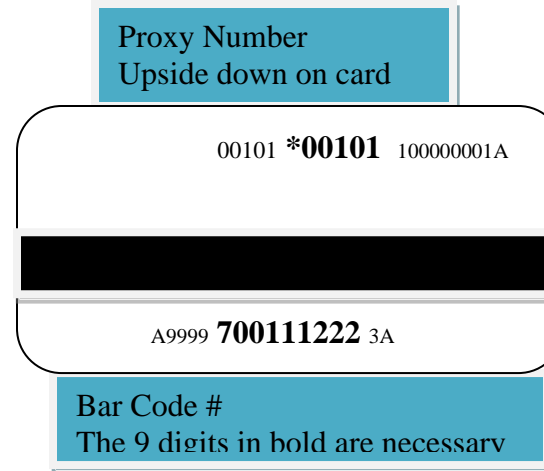 Proxy Number
Upside down on card
00101 *00101 100000001A
A9999 700111222 3A
Bar Code #
The 9 digits in bold are necessary